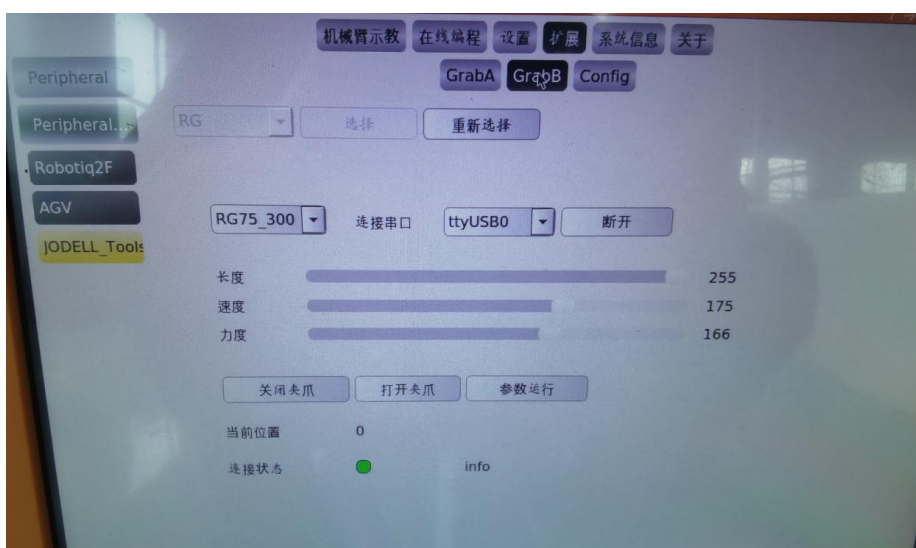 机械臂示教 在线编程 设置 扩展 系统信息 关于
Peripheral GrabA GrabB Config
Peripheral... RG 选择 重新选择
Robotiq2F
AGV RG75_300 连接串口 ttyUSB0 断开
JODELL_Tools
长度 255
速度 175
力度 166
关闭夹爪 打开夹爪 参数运行
当前位置 0
连接状态 info